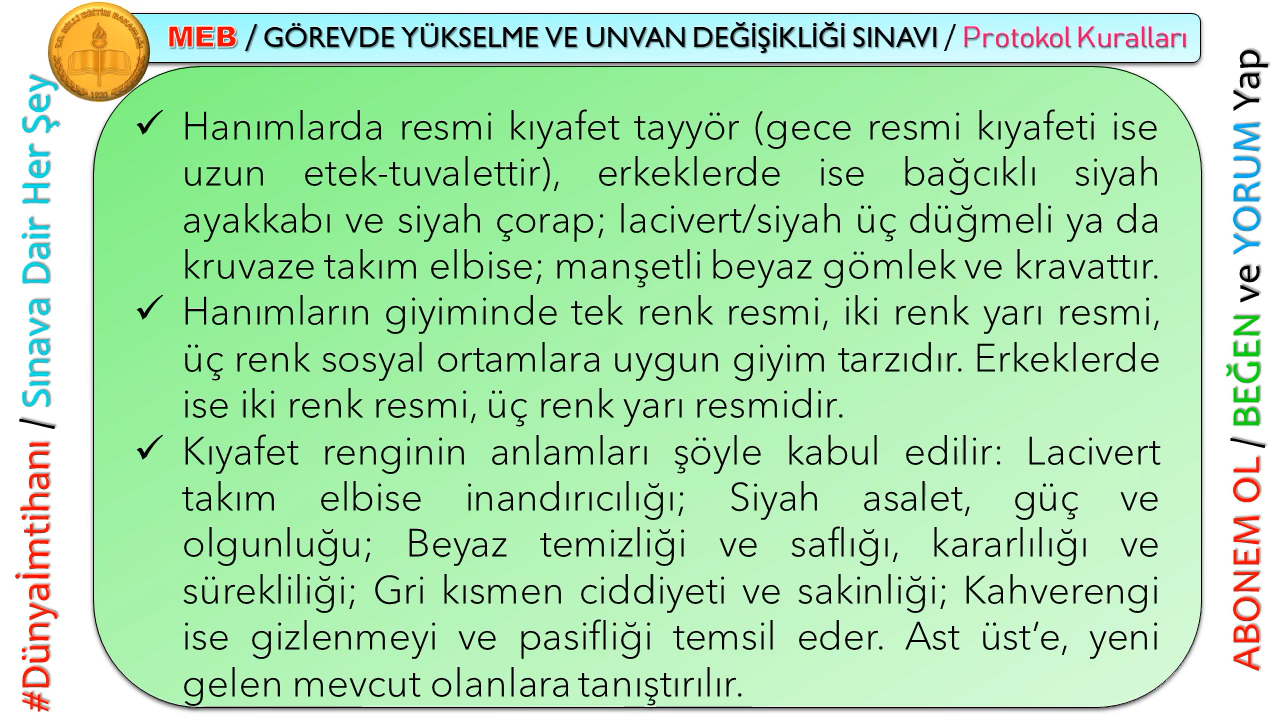 MEB / GÖREVDE YÜKSELME VE UNVAN DEĞİŞİKLİĞİ SINAVI / Protokol Kuralları
#Dünyaİmtihanı / Sınava Dair Her Şey
✓ Hanımlarda resmi kıyafet tayyör (gece resmi kıyafeti ise
uzun etek-tuvalettir), erkeklerde ise bağcıklı siyah
ayakkabı ve siyah çorap; lacivert/siyah üç düğmeli ya da
kruvaze takım elbise; manşetli beyaz gömlek ve kravattır.
✓ Hanımların giyiminde tek renk resmi, iki renk yarı resmi,
üç renk sosyal ortamlara uygun giyim tarzıdır. Erkeklerde
ise iki renk resmi, üç renk yarı resmidir.
✓ Kıyafet renginin anlamları şöyle kabul edilir: Lacivert
takım elbise inandırıcılığı; Siyah asalet, güç ve
olgunluğu; Beyaz temizliği ve saflığı, kararlılığı ve
sürekliliği; Gri kısmen ciddiyeti ve sakinliği; Kahverengi
ise gizlenmeyi ve pasifliği temsil eder. Ast üst’e, yeni
gelen mevcut olanlara tanıştırılır.
ABONEM OL / BEĞEN ve YORUM Yap